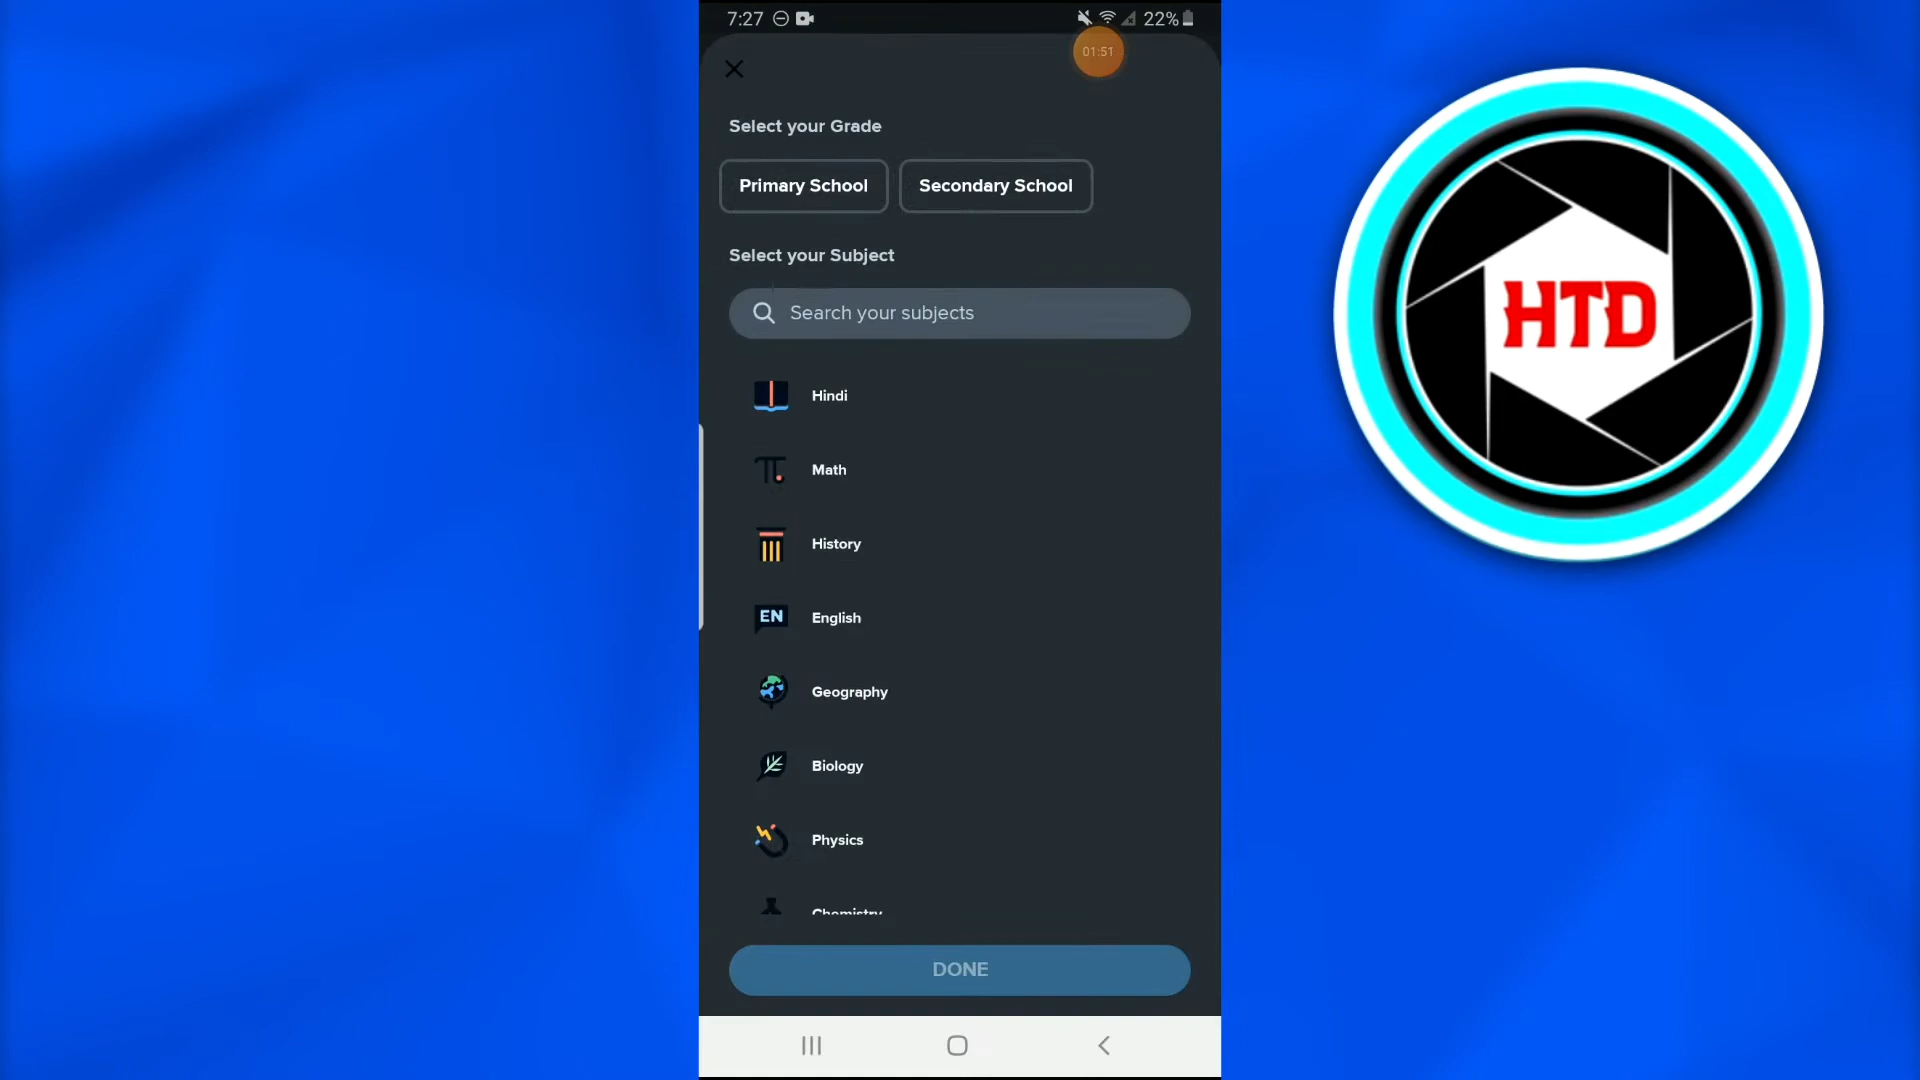 7:27
22%
01:51
Select your Grade
Primary School
Secondary School
Select your Subject
Search your subjects
Hindi
Math
History
EN
English
Geography
Biology
Physics
Chemistry
DONE
HTD